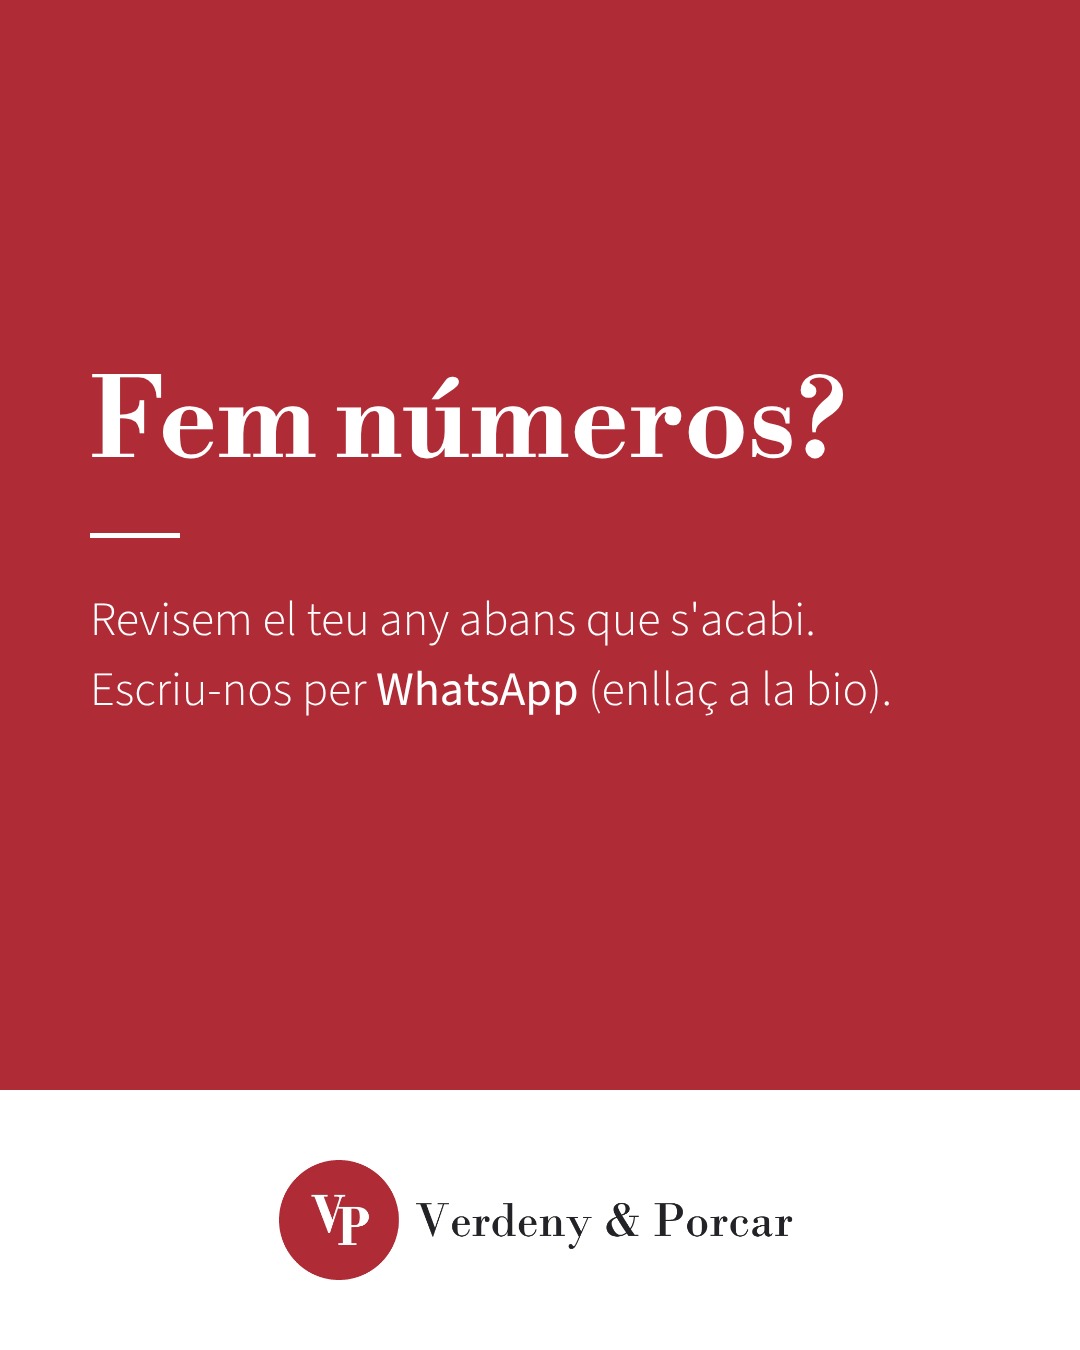 Fem números?
Revisem el teu any abans que s'acabi.
Escriu-nos per WhatsApp (enllaç a la bio).
VP Verdeny & Porcar